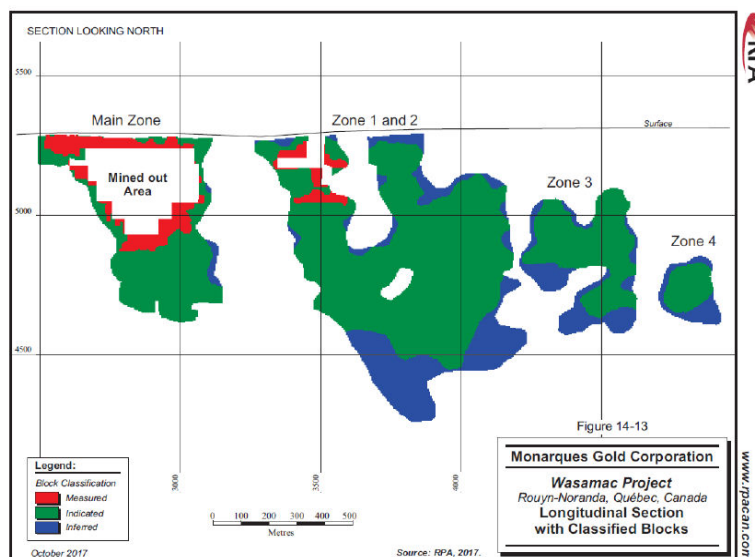 SECTION LOOKING NORTH
RPA
5500
Main Zone
Zone 1 and 2
Surface
Mined out
Area
5000
Zone 3
Zone 4
4500
Figure 14-13
Legend:
Block Classification
Measured
Indicated
Inferred
3000
3500
4000
0 100 200 300 400 500
Metres
Monarques Gold Corporation
Wasamac Project
Rouyn-Noranda, Québec, Canada
Longitudinal Section
with Classified Blocks
October 2017
Source: RPA, 2017.
www.rpacan.com